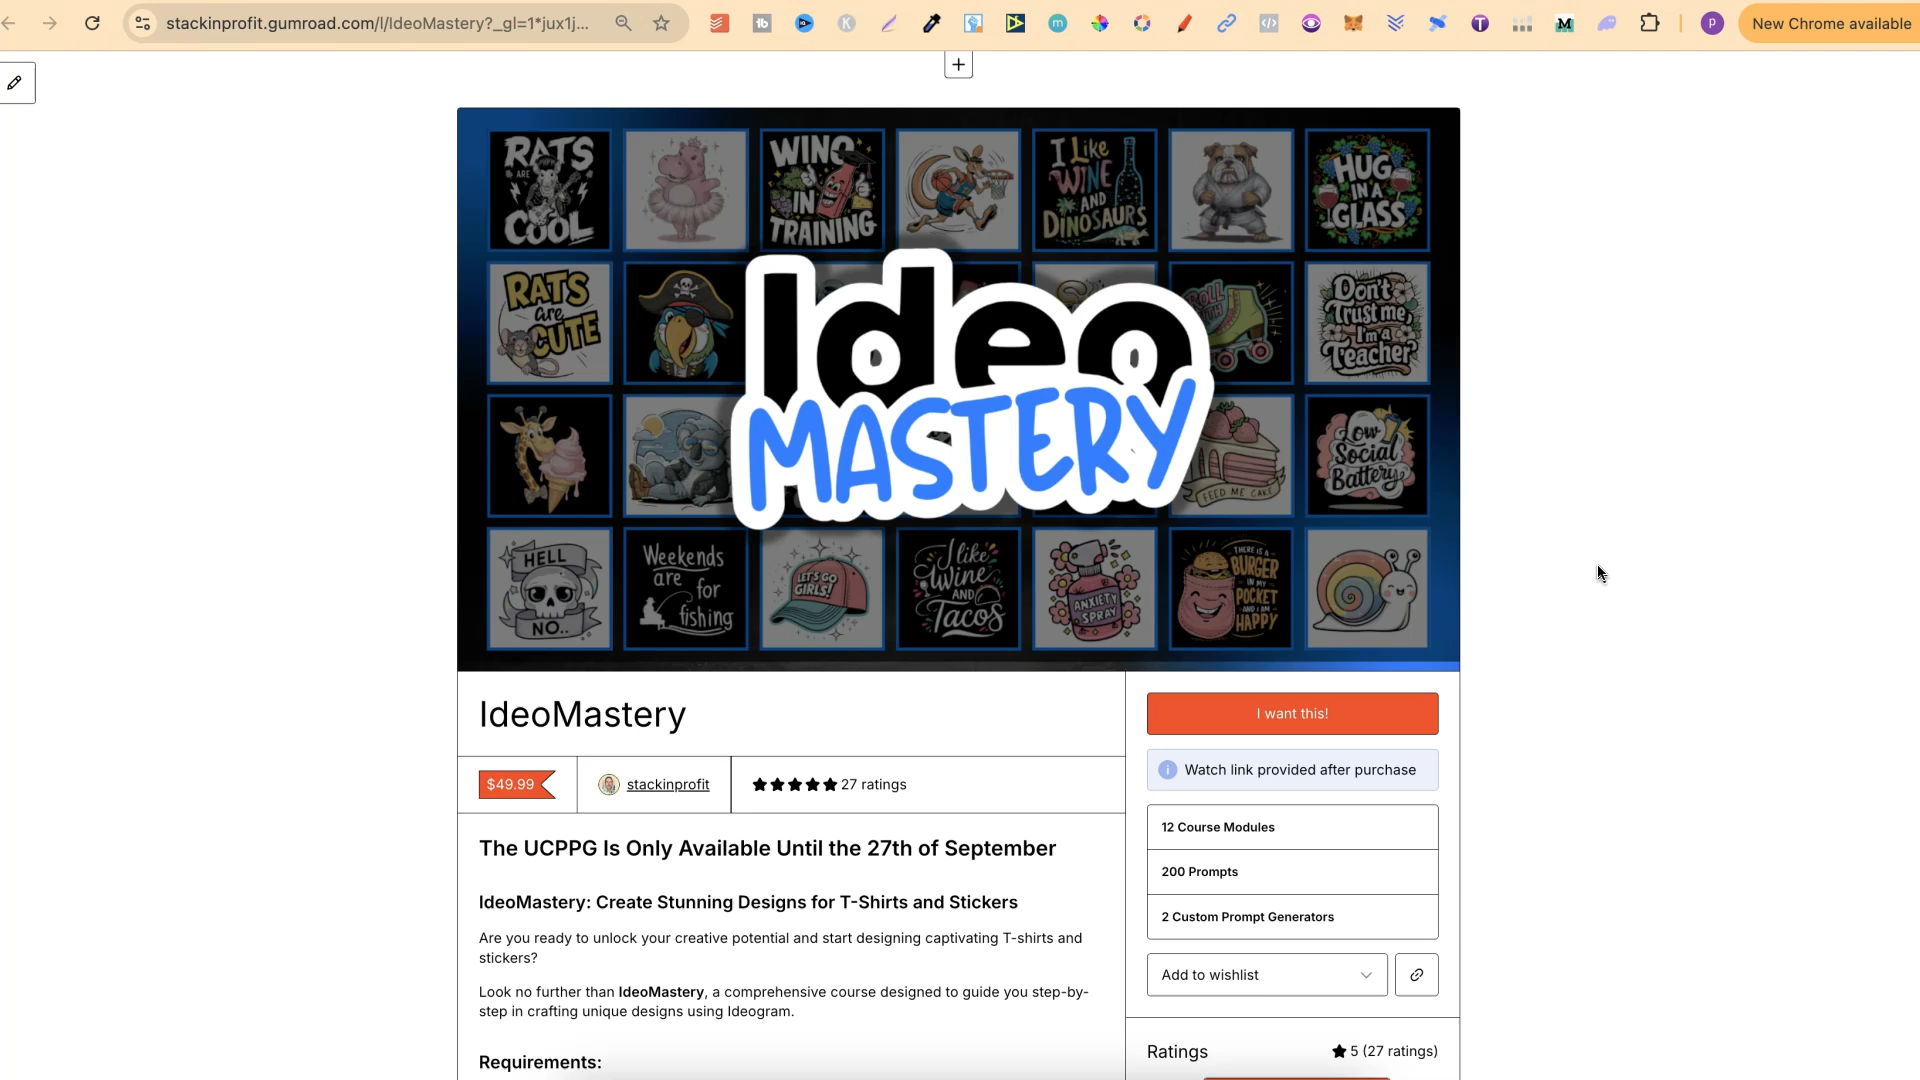 stackinprofit.gumroad.com/l/IdeoMastery?_gl=1*jux1j...
New Chrome available
RATS
ARE
COOL
WINO
IN
TRAINING
I Like
WINE
AND
DINOSAURS
HUG
IN A
GLASS
RATS
are
CUTE
Ideo
MASTERY
ROLL
WITH
Don't
Trust me,
I'm a
Teacher
FEED ME CAKE
Low
Social
Battery
HELL
NO..
Weekends
are
for
fishing
LET'S GO
GIRLS!
I like
Wine
AND
Tacos
ANXIETY
SPRAY
THERE IS A
BURGER
IN MY
POCKET
AND I AM
HAPPY
IdeoMastery
$49.99
stackinprofit
27 ratings
The UCPPG Is Only Available Until the 27th of September
IdeoMastery: Create Stunning Designs for T-Shirts and Stickers
Are you ready to unlock your creative potential and start designing captivating T-shirts and
stickers?
Look no further than IdeoMastery, a comprehensive course designed to guide you step-by-
step in crafting unique designs using Ideogram.
Requirements:
I want this!
Watch link provided after purchase
12 Course Modules
200 Prompts
2 Custom Prompt Generators
Add to wishlist
Ratings
5 (27 ratings)